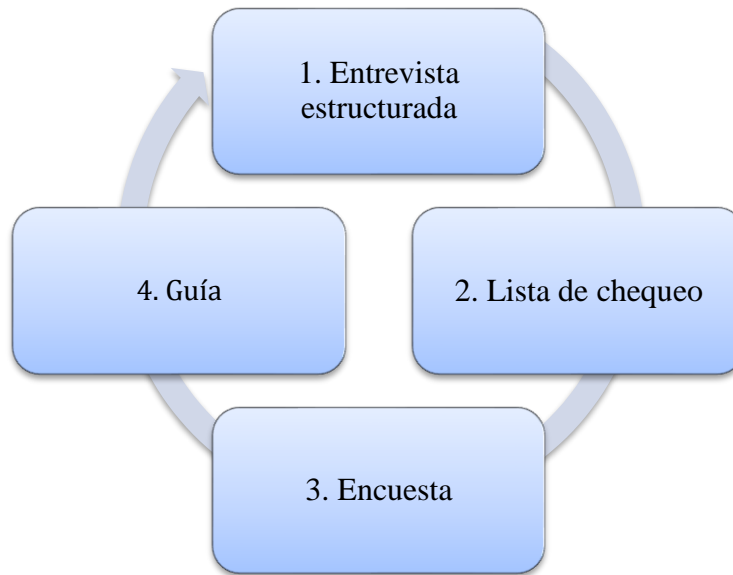 1. Entrevista
estructurada
2. Lista de chequeo
3. Encuesta
4. Guía